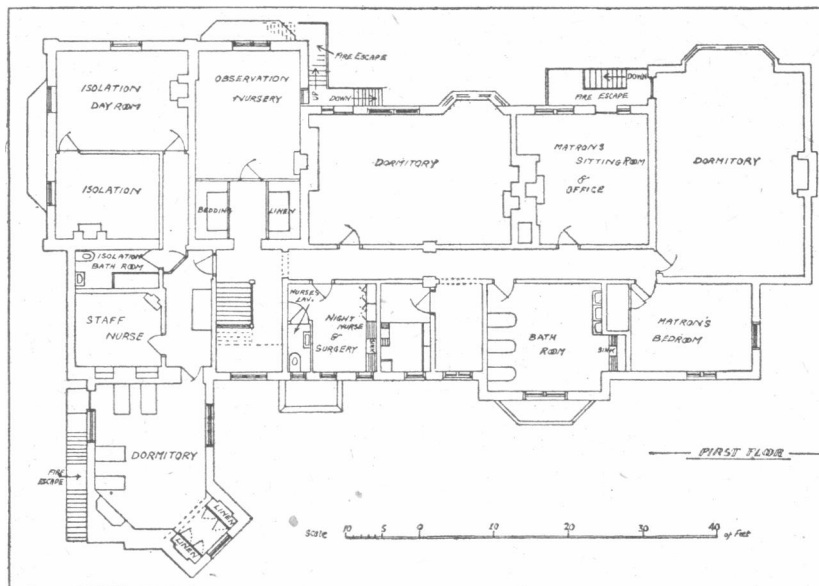 ISOLATION
DAY ROOM
OBSERVATION
NURSERY
FIRE ESCAPE
UP
DOWN
DOWN
FIRE ESCAPE
ISOLATION
DORMITORY
MATRON'S
SITTING ROOM
&
OFFICE
DORMITORY
BEDDING
LINEN
ISOLATION
BATH ROOM
STAFF
NURSE
NURSE'S
LAV.
NIGHT
NURSE
&
SURGERY
BATH
ROOM
SINK
MATRON'S
BEDROOM
DORMITORY
FIRE
ESCAPE
LINEN
LINEN
FIRST FLOOR
Scale 10 5 0 10 20 30 40 of Feet